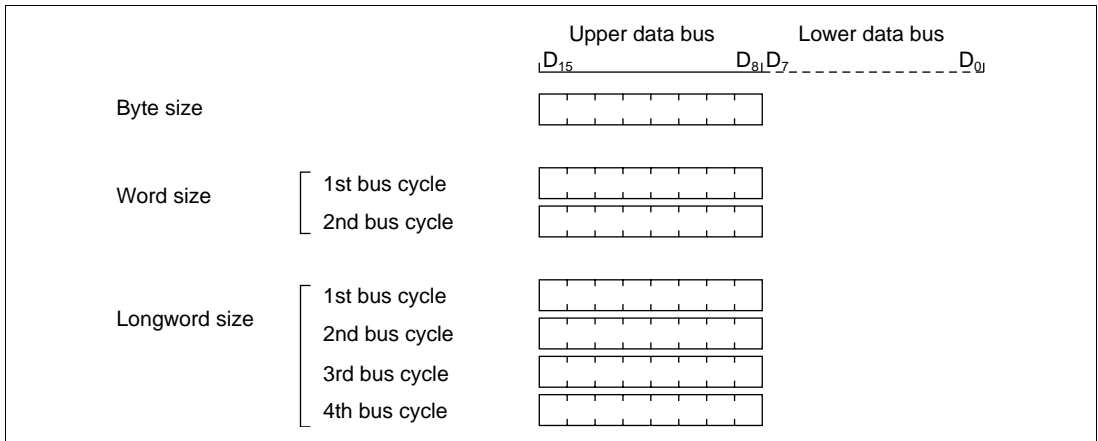 Upper data bus Lower data bus
D15 D8 D7 D0
Byte size
Word size
1st bus cycle
2nd bus cycle
Longword size
1st bus cycle
2nd bus cycle
3rd bus cycle
4th bus cycle